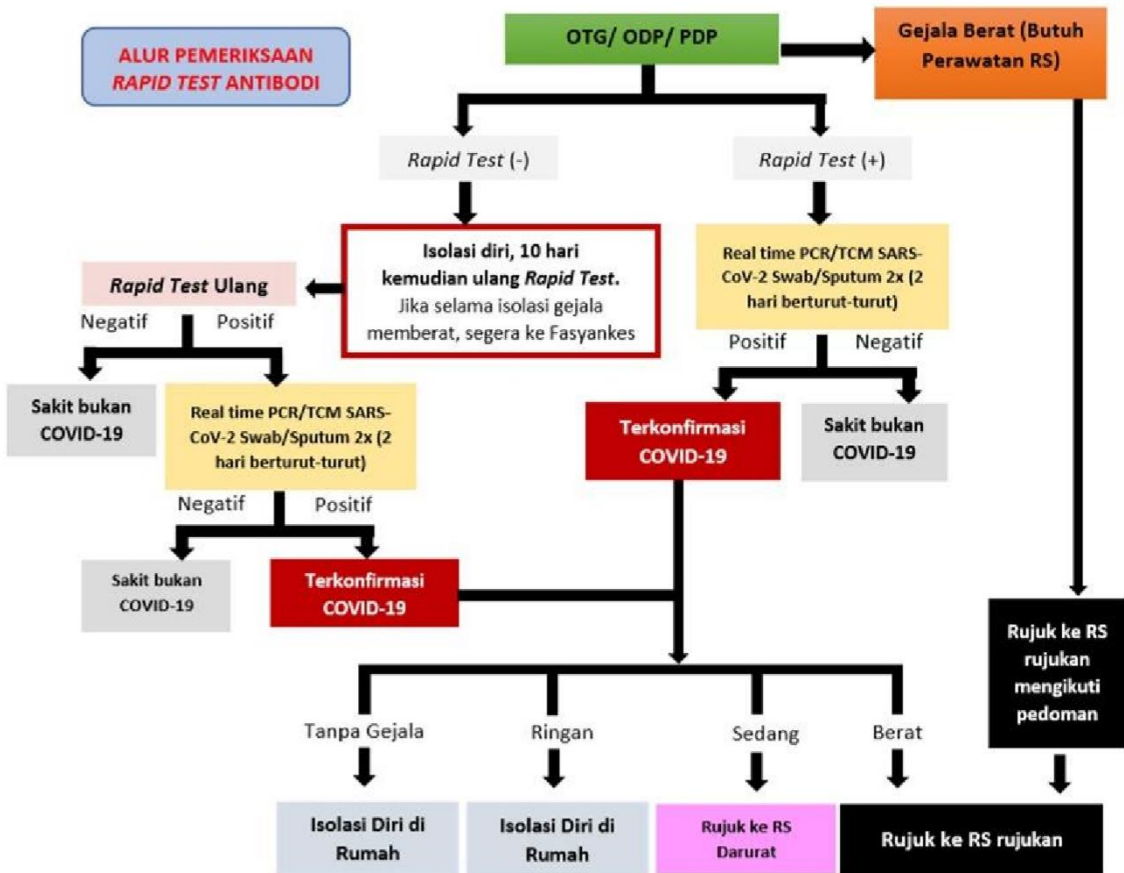 ALUR PEMERIKSAAN
RAPID TEST ANTIBODI
OTG/ ODP/ PDP
Gejala Berat (Butuh
Perawatan RS)
Rapid Test (-)
Rapid Test (+)
Isolasi diri, 10 hari
kemudian ulang Rapid Test.
Jika selama isolasi gejala
memberat, segera ke Fasyankes
Real time PCR/TCM SARS-
CoV-2 Swab/Sputum 2x (2
hari berturut-turut)
Rapid Test Ulang
Negatif
Positif
Positif
Negatif
Sakit bukan
COVID-19
Real time PCR/TCM SARS-
CoV-2 Swab/Sputum 2x (2
hari berturut-turut)
Terkonfirmasi
COVID-19
Sakit bukan
COVID-19
Negatif
Positif
Sakit bukan
COVID-19
Terkonfirmasi
COVID-19
Rujuk ke RS
rujukan
mengikuti
pedoman
Tanpa Gejala
Ringan
Sedang
Berat
Isolasi Diri di
Rumah
Isolasi Diri di
Rumah
Rujuk ke RS
Darurat
Rujuk ke RS rujukan